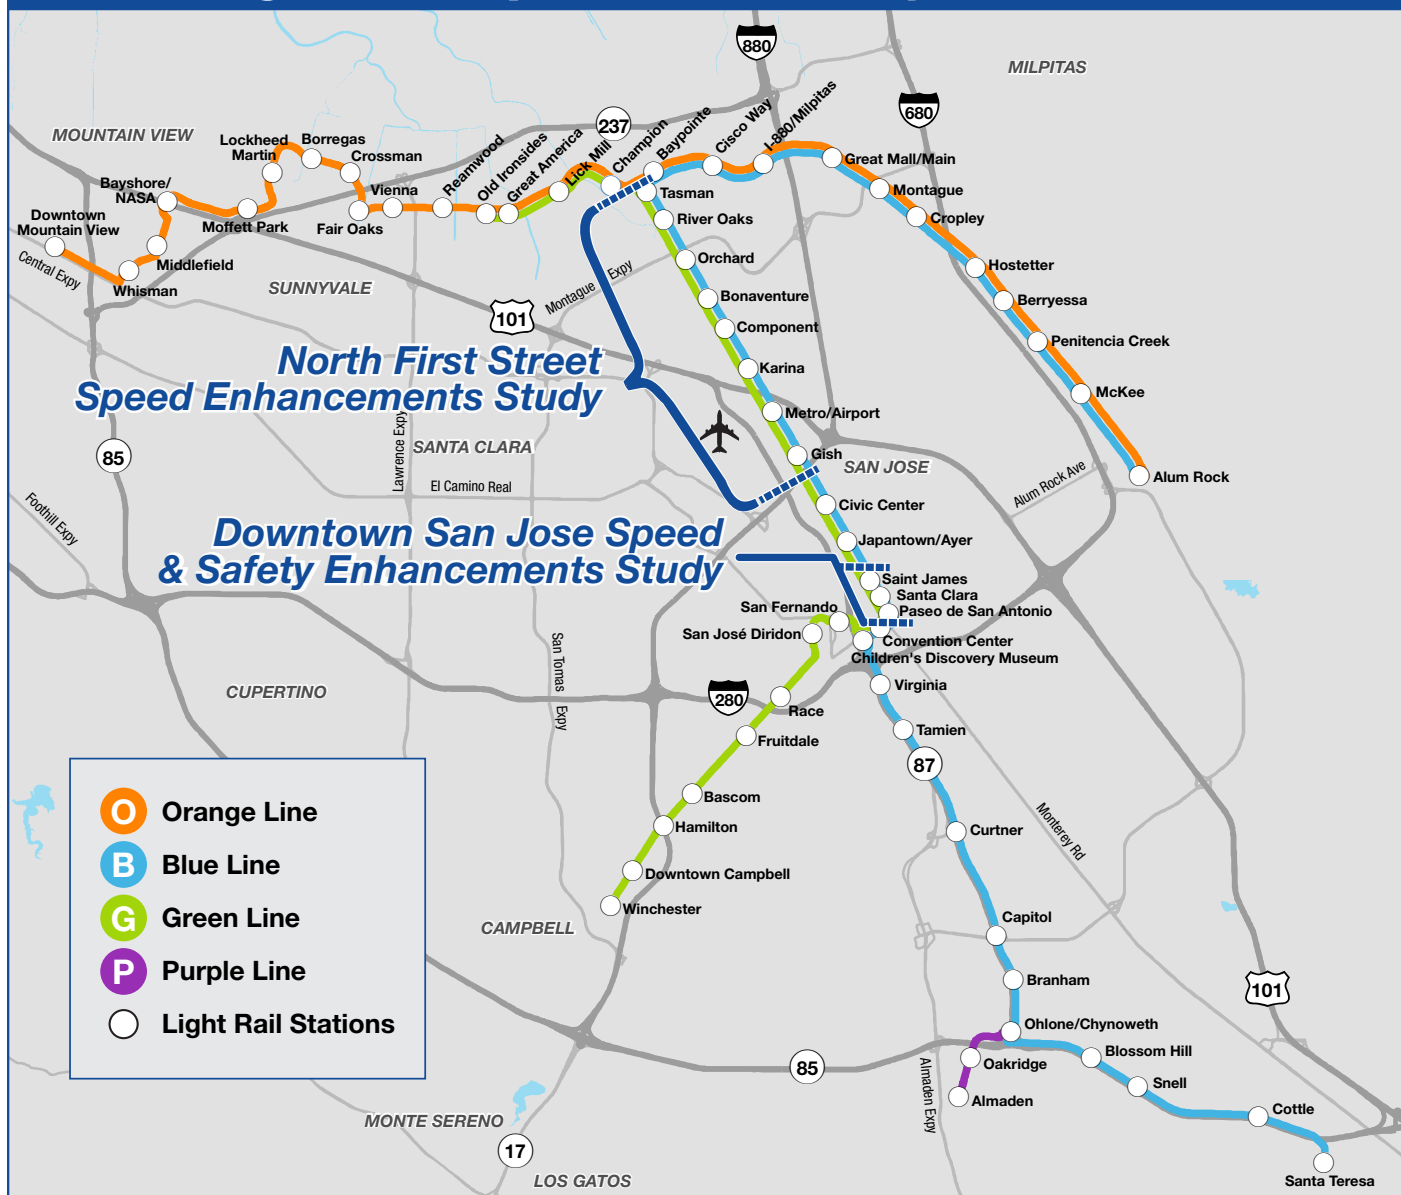 880
MILPITAS
680
237
MOUNTAIN VIEW
Lockheed
Martin
Borregas
Crossman
Bayshore/
NASA
Vienna
Reamwood
Old Ironsides
Great America
Lick Mill
Champion
Baypointe
Cisco Way
I-880/Milpitas
Great Mall/Main
Montague
Cropley
Tasman
River Oaks
Downtown
Mountain View
Moffett Park
Fair Oaks
Central Expy
Middlefield
Whisman
SUNNYVALE
Montague Expy
Orchard
Hostetter
Bonaventure
Berryessa
101
Component
Penitencia Creek
North First Street
Speed Enhancements Study
Karina
McKee
Metro/Airport
Lawrence Expy
SANTA CLARA
85
Gish
SAN JOSE
Alum Rock Ave
Alum Rock
El Camino Real
Foothill Expy
Civic Center
Downtown San Jose Speed
& Safety Enhancements Study
Japantown/Ayer
Saint James
Santa Clara
Paseo de San Antonio
San Fernando
San José Diridon
Convention Center
Children's Discovery Museum
San Tomas Expy
CUPERTINO
280
Virginia
Race
Fruitdale
Tamien
87
Bascom
Hamilton
Curtner
Monterey Rd
Downtown Campbell
Winchester
CAMPBELL
Capitol
Branham
101
O Orange Line
B Blue Line
G Green Line
P Purple Line
Light Rail Stations
Ohlone/Chynoweth
Oakridge
Blossom Hill
85
Snell
Almaden Expy
Almaden
Cottle
MONTE SERENO
17
LOS GATOS
Santa Teresa